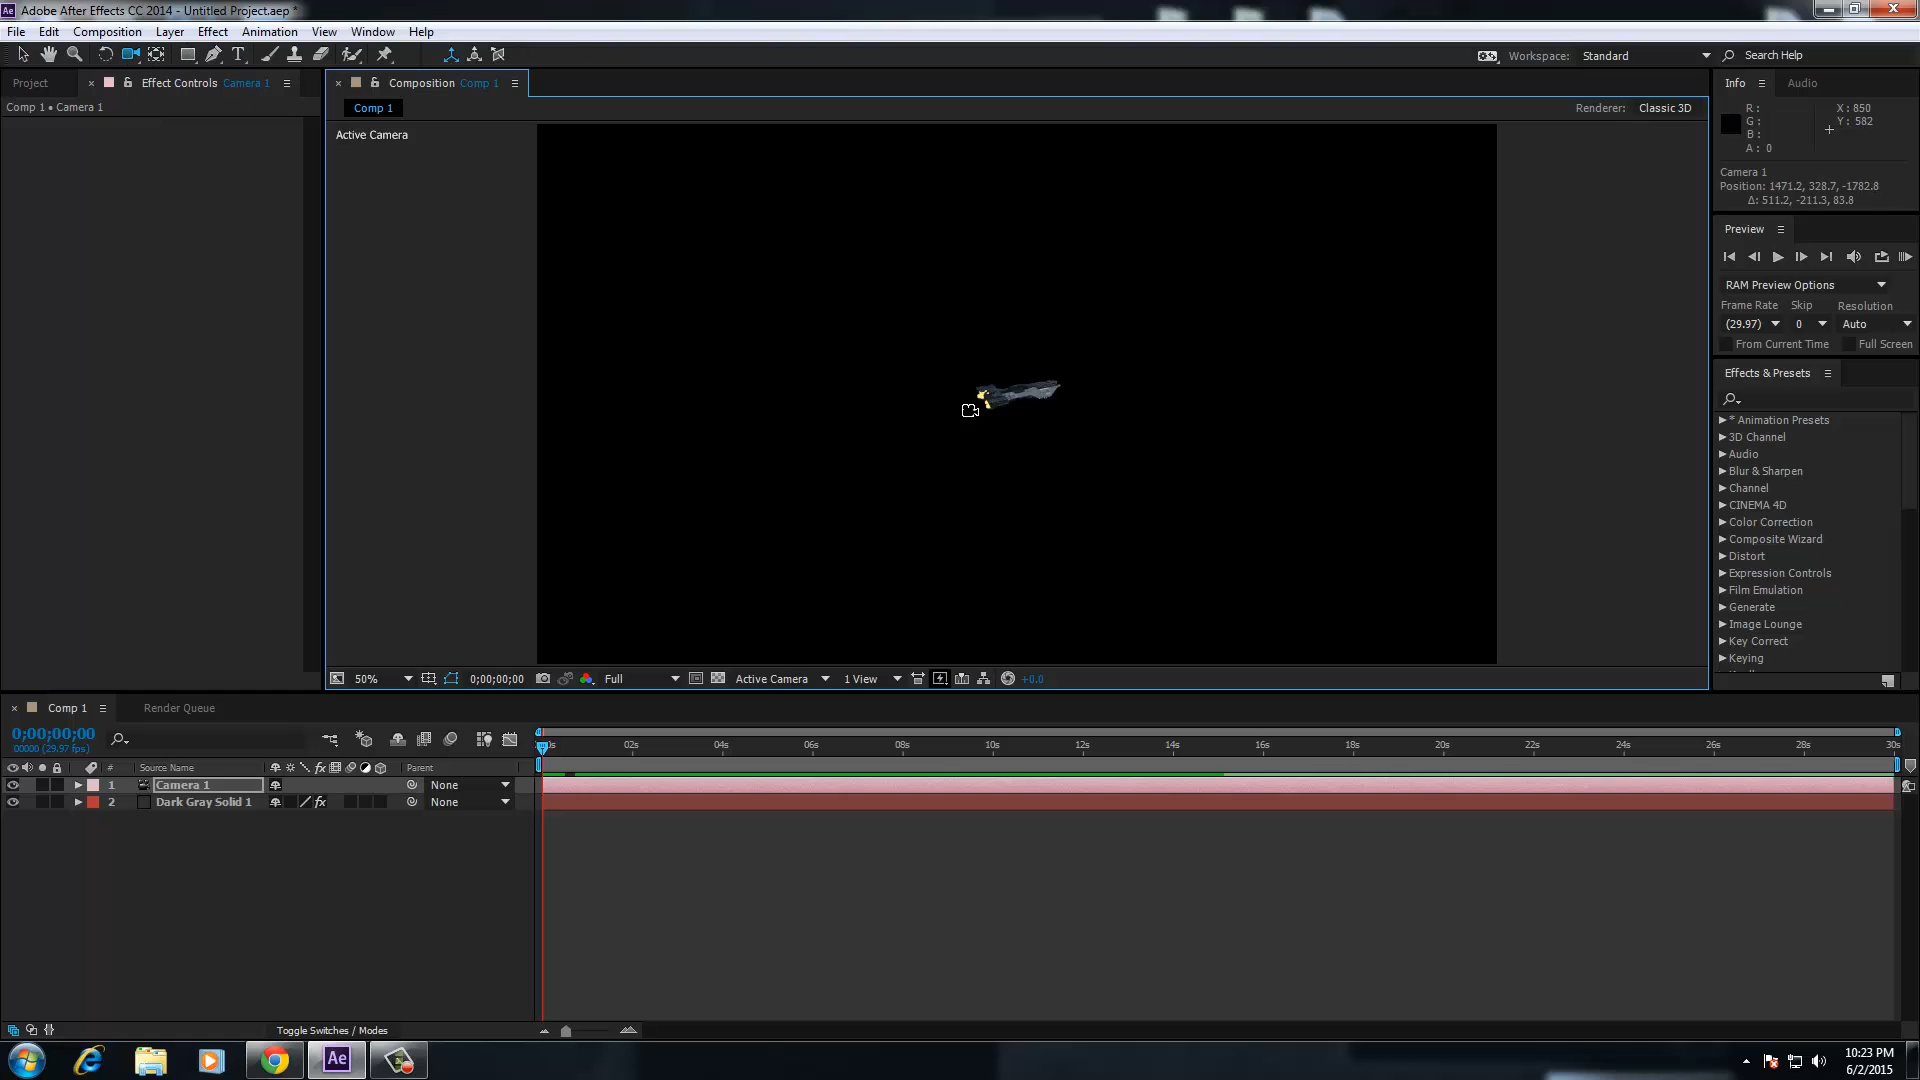 Ae Adobe After Effects CC 2014 - Untitled Project.aep *
File Edit Composition Layer Effect Animation View Window Help
T Workspace: Standard Search Help
Project Effect Controls Camera 1
Composition Comp 1
Info Audio
Comp 1 • Camera 1
Comp 1
Renderer: Classic 3D
Active Camera
R : X : 850
G : Y : 582
B :
A : 0
Camera 1
Position: 1471.2, 328.7, -1782.8
Δ: 511.2, -211.3, 83.8
Preview
RAM Preview Options
Frame Rate Skip Resolution
(29.97) 0 Auto
From Current Time Full Screen
Effects & Presets
* Animation Presets
3D Channel
Audio
Blur & Sharpen
Channel
CINEMA 4D
Color Correction
Composite Wizard
Distort
Expression Controls
Film Emulation
Generate
Image Lounge
Key Correct
Keying
50% 0;00;00;00 Full Active Camera 1 View +0.0
Comp 1 Render Queue
0;00;00;00
00000 (29.97 fps)
02s 04s 06s 08s 10s 12s 14s 16s 18s 20s 22s 24s 26s 28s 30s
# Source Name fx Parent
1 Camera 1 None
2 Dark Gray Solid 1 fx None
Toggle Switches / Modes
Ae
10:23 PM
6/2/2015